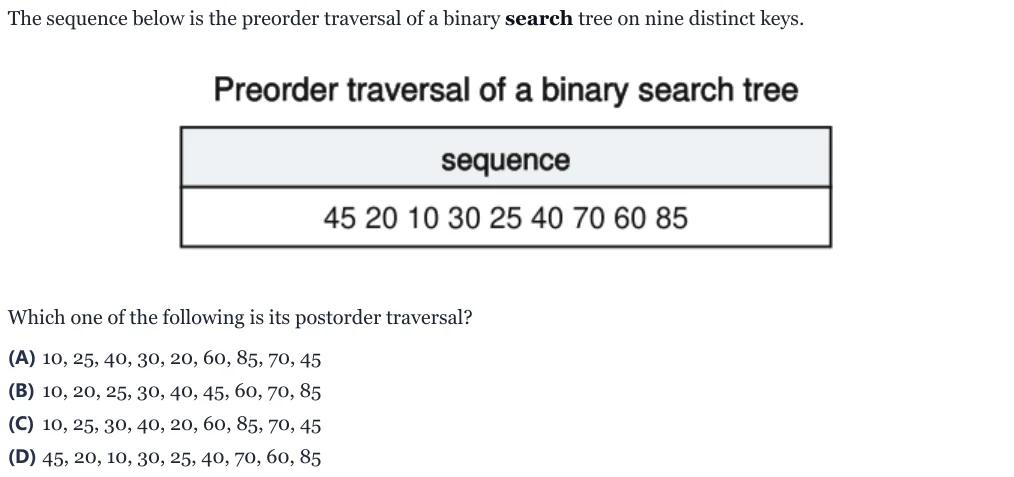 The sequence below is the preorder traversal of a binary search tree on nine distinct keys.
Preorder traversal of a binary search tree
sequence
45 20 10 30 25 40 70 60 85
Which one of the following is its postorder traversal?
(A) 10, 25, 40, 30, 20, 60, 85, 70, 45
(B) 10, 20, 25, 30, 40, 45, 60, 70, 85
(C) 10, 25, 30, 40, 20, 60, 85, 70, 45
(D) 45, 20, 10, 30, 25, 40, 70, 60, 85